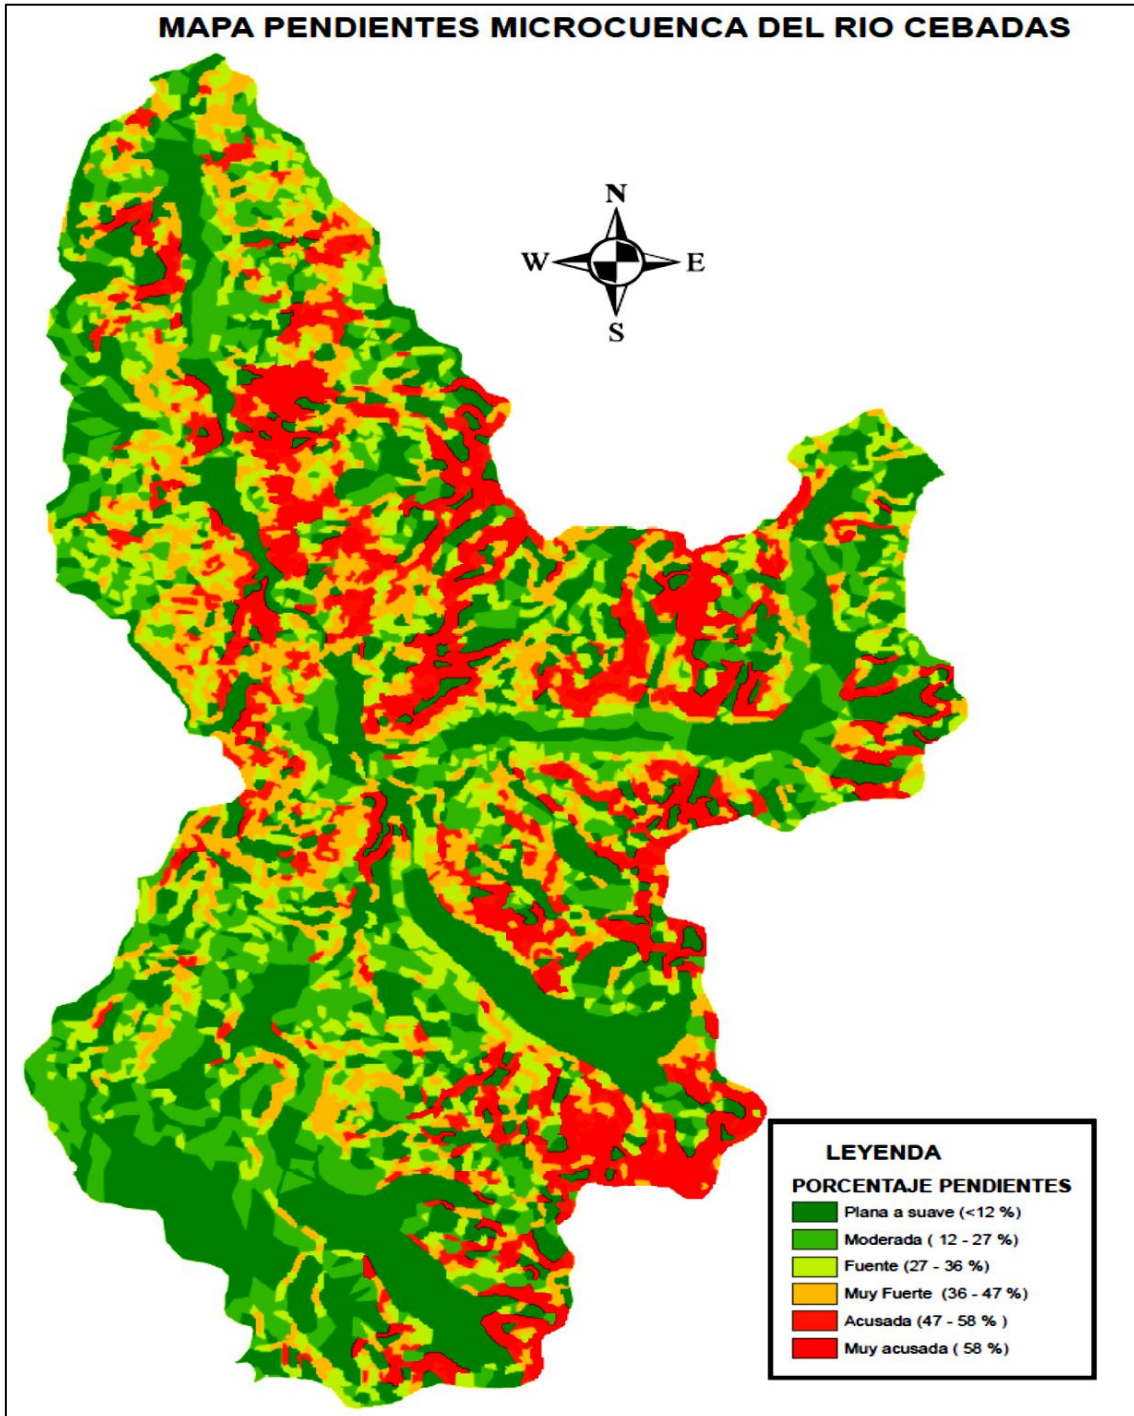 MAPA PENDIENTES MICROCUENCA DEL RIO CEBADAS
N
W E
S
LEYENDA
PORCENTAJE PENDIENTES
Plana a suave (<12 %)
Moderada ( 12 - 27 %)
Fuente (27 - 36 %)
Muy Fuerte (36 - 47 %)
Acusada (47 - 58 % )
Muy acusada ( 58 %)